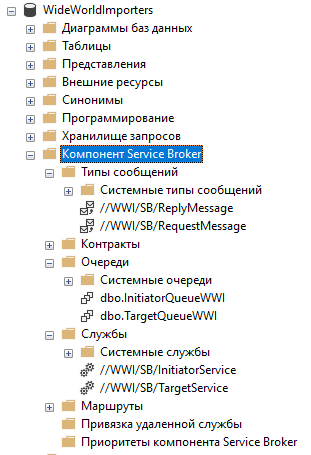 WideWorldImporters
Диаграммы баз данных
Таблицы
Представления
Внешние ресурсы
Синонимы
Программирование
Хранилище запросов
Компонент Service Broker
Типы сообщений
Системные типы сообщений
//WWI/SB/ReplyMessage
//WWI/SB/RequestMessage
Контракты
Очереди
Системные очереди
dbo.InitiatorQueueWWI
dbo.TargetQueueWWI
Службы
Системные службы
//WWI/SB/InitiatorService
//WWI/SB/TargetService
Маршруты
Привязка удаленной службы
Приоритеты компонента Service Broker